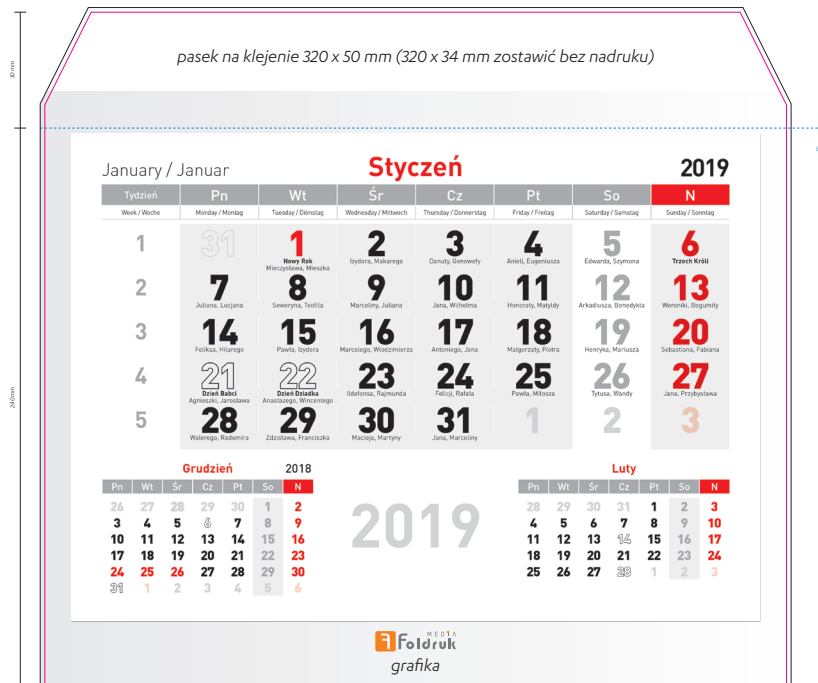 pasek na klejenie 320 x 50 mm (320 x 34 mm zostawić bez nadruku)
50 mm
240mm
January / Januar Styczeń 2019
Tydzień Pn Wt Śr Cz Pt So N
Week / Woche Monday / Montag Tuesday / Dienstag Wednesday / Mittwoch Thursday / Donnerstag Friday / Freitag Saturday / Samstag Sunday / Sonntag
1 31 1 2 3 4 5 6
Nowy Rok Izydora, Makarego Danuty, Genowefy Anieli, Eugeniusza Edwarda, Szymona Trzech Króli
Mieczysława, Mieszka
2 7 8 9 10 11 12 13
Juliana, Lucjana Seweryna, Teofila Marceliny, Juliana Jana, Wilhelma Honoraty, Matyldy Arkadiusza, Benedykta Weroniki, Bogumiły
3 14 15 16 17 18 19 20
Feliksa, Hilarego Pawła, Izydora Marcelego, Włodzimierza Antoniego, Jana Małgorzaty, Piotra Henryka, Mariusza Sebastiana, Fabiana
4 21 22 23 24 25 26 27
Dzień Babci Dzień Dziadka Ildefonsa, Rajmunda Felicji, Rafała Pawła, Miłosza Tytusa, Wandy Jana, Przybysława
Agnieszki, Jarosława Anastazego, Wincentego
5 28 29 30 31 1 2 3
Walerego, Radomira Zdzisława, Franciszka Macieja, Martyny Jana, Marceliny
Grudzień 2018
Pn Wt Śr Cz Pt So N
26 27 28 29 30 1 2
3 4 5 6 7 8 9
10 11 12 13 14 15 16
17 18 19 20 21 22 23
24 25 26 27 28 29 30
31 1 2 3 4 5 6
2019
Luty
Pn Wt Śr Cz Pt So N
28 29 30 31 1 2 3
4 5 6 7 8 9 10
11 12 13 14 15 16 17
18 19 20 21 22 23 24
25 26 27 28 1 2 3
MEDIA
Foldruk
grafika